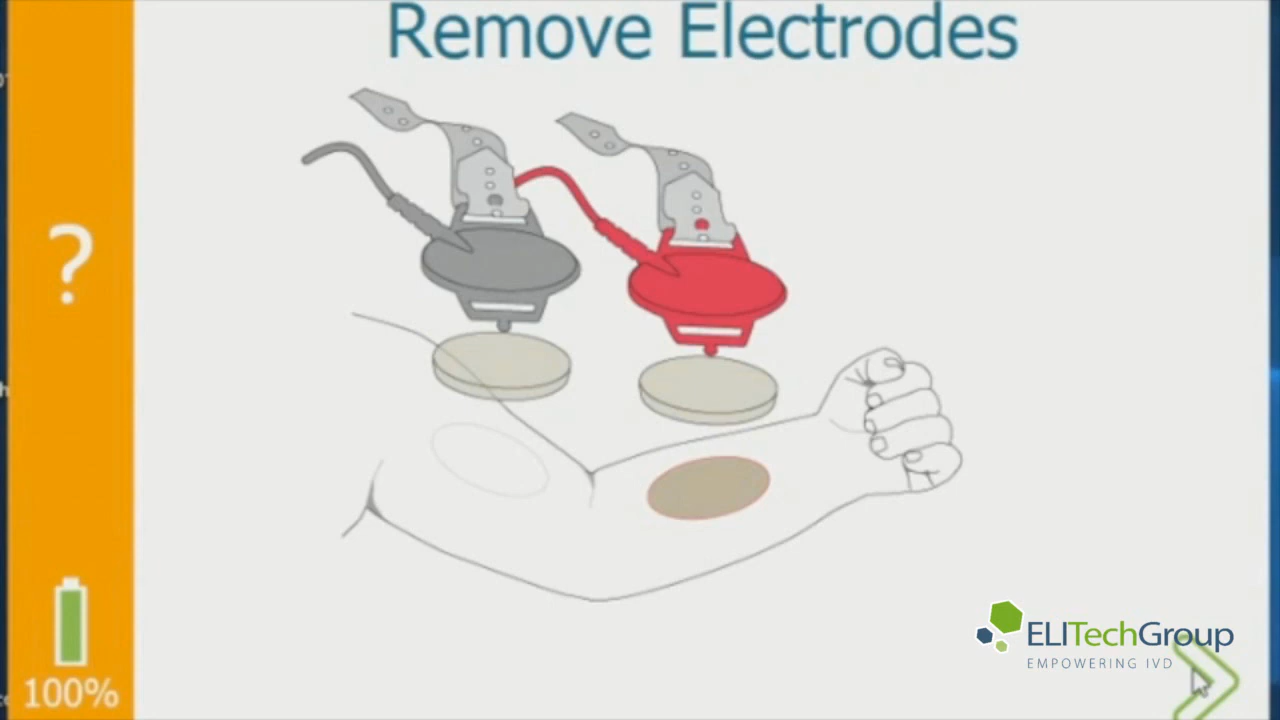 Remove Electrodes
?
100%
ELITechGroup
EMPOWERING IVD